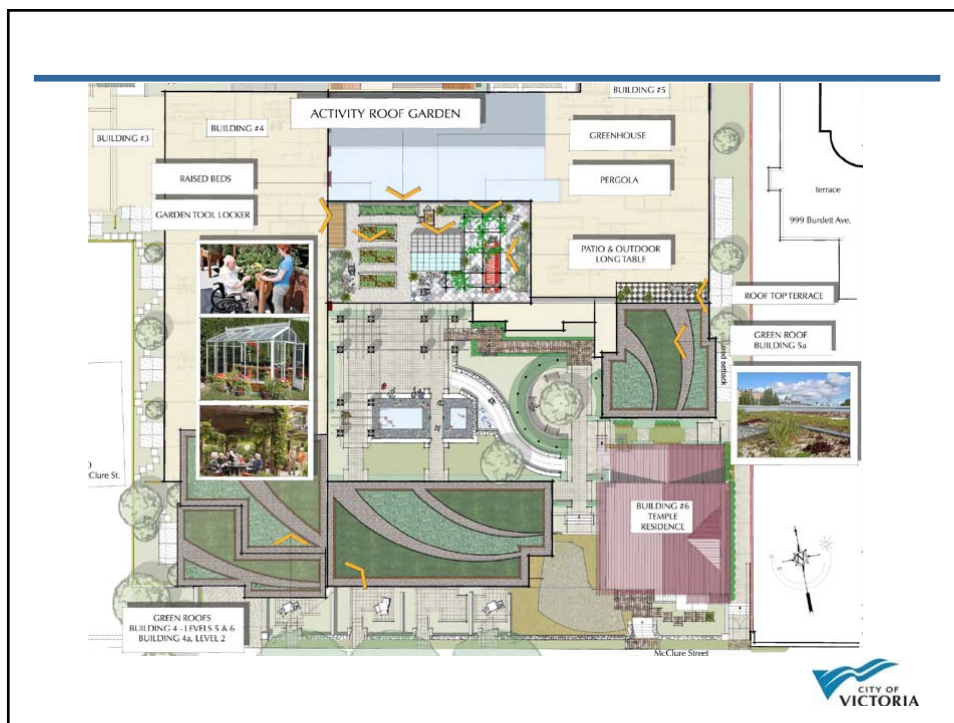 BUILDING #5
ACTIVITY ROOF GARDEN
BUILDING #3
BUILDING #4
GREENHOUSE
RAISED BEDS
PERGOLA
terrace
GARDEN TOOL LOCKER
999 Burdett Ave.
PATIO & OUTDOOR
LONG TABLE
ROOF TOP TERRACE
GREEN ROOF
BUILDING 5a
setback
Clure St.
BUILDING #6
TEMPLE
RESIDENCE
N
GREEN ROOFS
BUILDING 4 - LEVELS 5 & 6
BUILDING 4a, LEVEL 2
McClure Street
CITY OF
VICTORIA